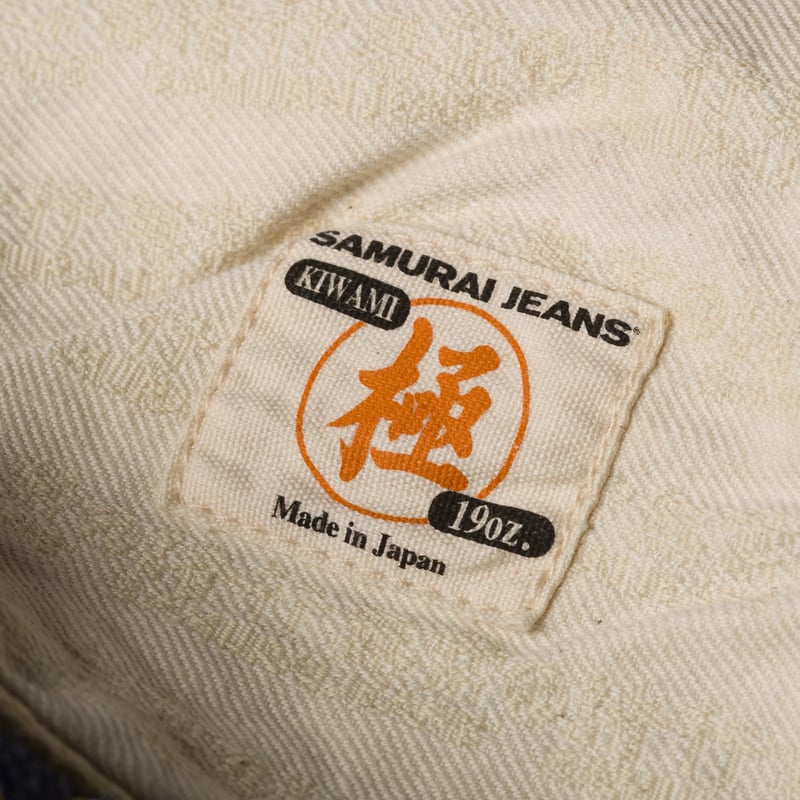 SAMURAI JEANS®
KIWAMI
極
19oz.
Made in Japan